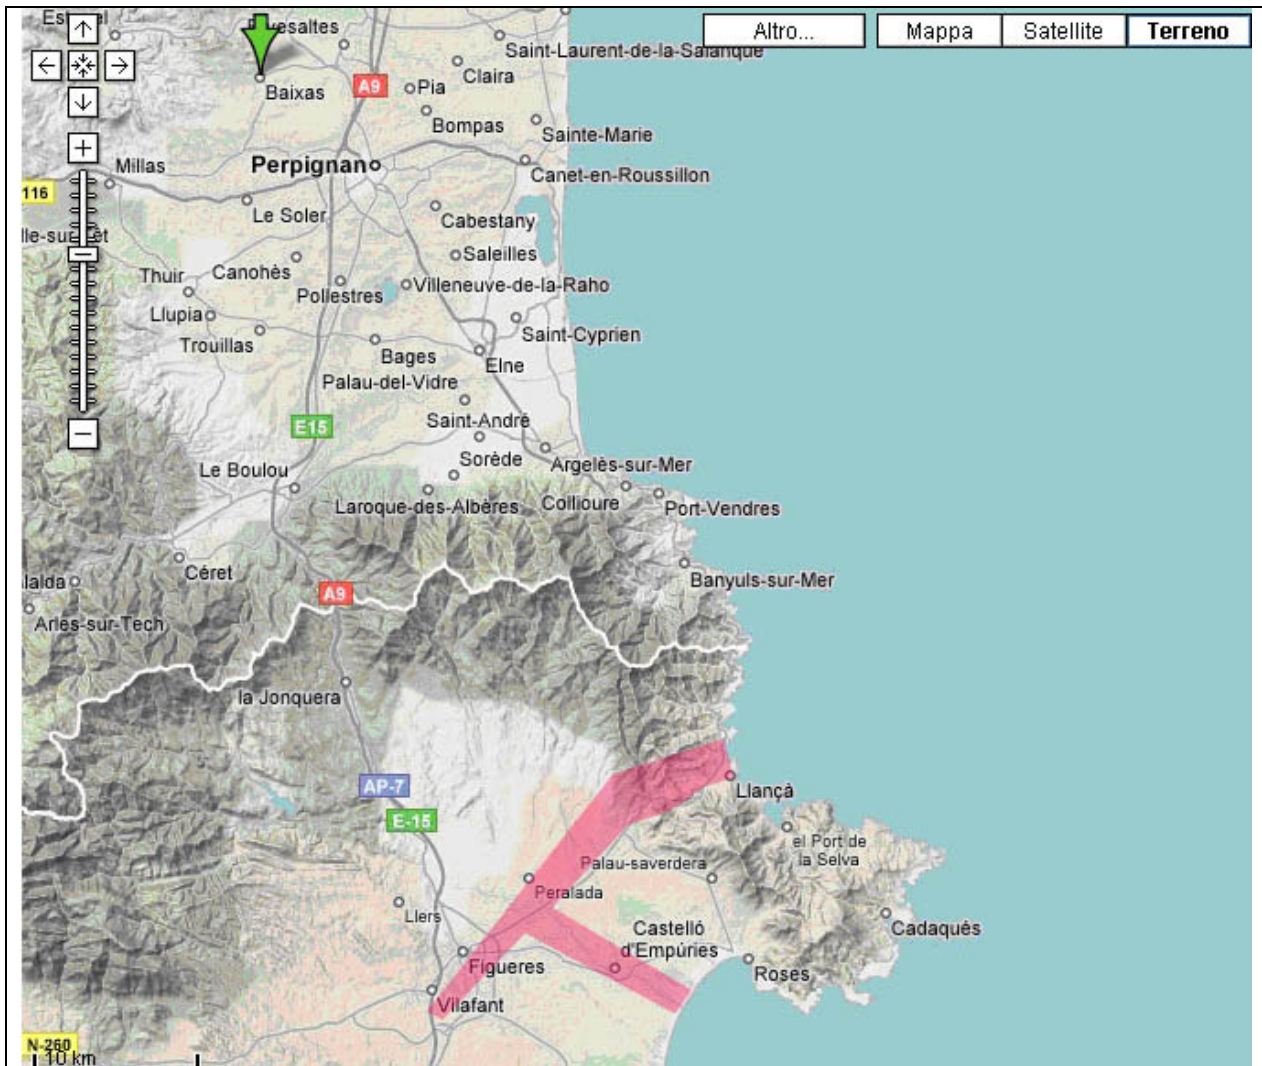 Altro...
Mappa
Satellite
Terreno
Saint-Laurent-de-la-Salanque
Claira
Baixas
A9
Pia
Bompas
Sainte-Marie
Millas
Perpignan
Canet-en-Roussillon
116
Le Soler
Cabestany
Saleilles
Thuir
Canohès
Pollestres
Villeneuve-de-la-Raho
Llupia
Saint-Cyprien
Trouillas
Bages
Elne
Palau-del-Vidre
E15
Saint-André
Le Boulou
Sorède
Argelès-sur-Mer
Laroque-des-Albères
Collioure
Port-Vendres
Céret
Banyuls-sur-Mer
A9
Arles-sur-Tech
la Jonquera
AP-7
Llançà
E-15
el Port de
la Selva
Palau-saverdera
Peralada
Llers
Castelló
d'Empúries
Cadaqués
Figueres
Roses
Vilafant
N-260
10 km